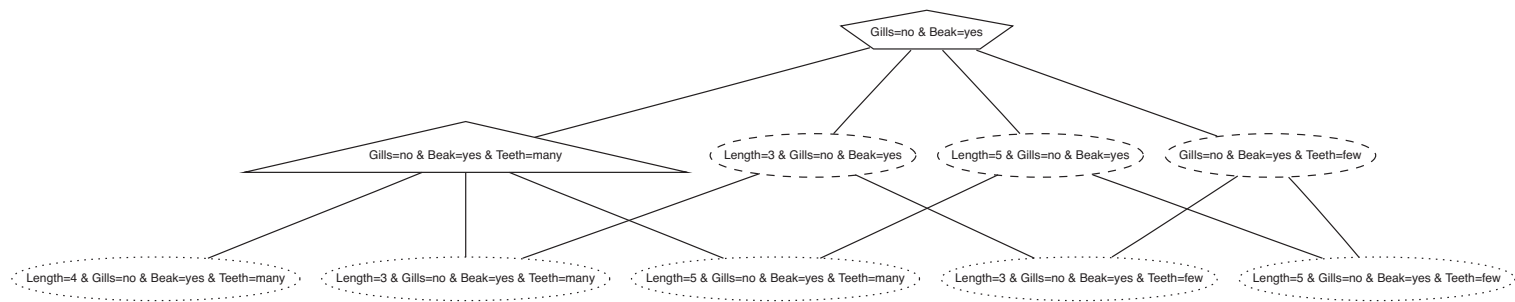 Gills=no & Beak=yes
Gills=no & Beak=yes & Teeth=many
Length=3 & Gills=no & Beak=yes
Length=5 & Gills=no & Beak=yes
Gills=no & Beak=yes & Teeth=few
Length=4 & Gills=no & Beak=yes & Teeth=many
Length=3 & Gills=no & Beak=yes & Teeth=many
Length=5 & Gills=no & Beak=yes & Teeth=many
Length=3 & Gills=no & Beak=yes & Teeth=few
Length=5 & Gills=no & Beak=yes & Teeth=few